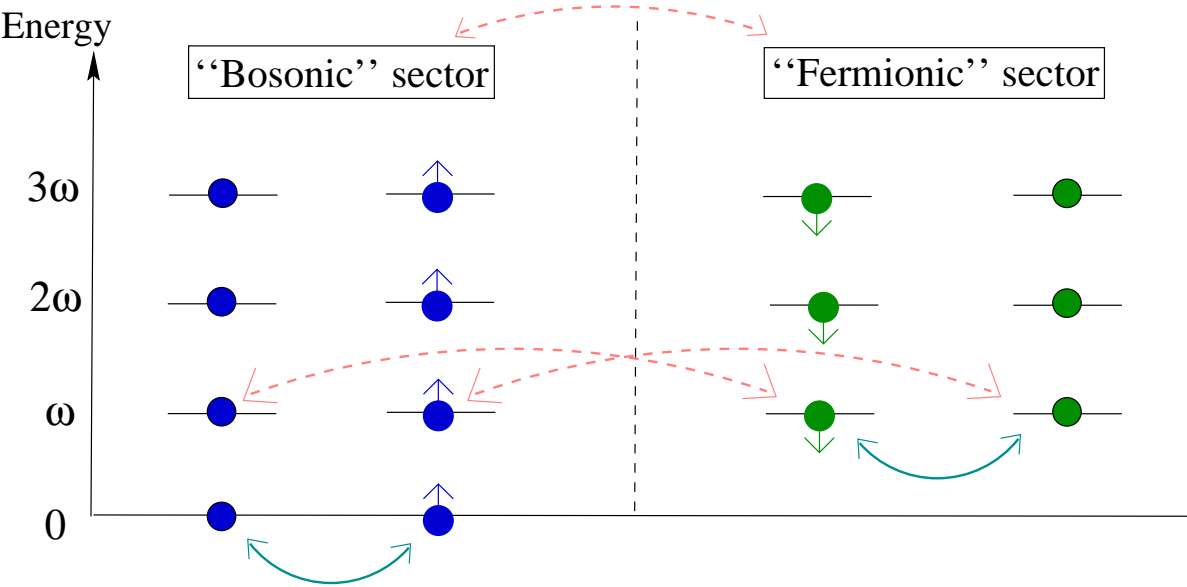 Energy
‘‘Bosonic’’ sector
‘‘Fermionic’’ sector
3ω
2ω
ω
0